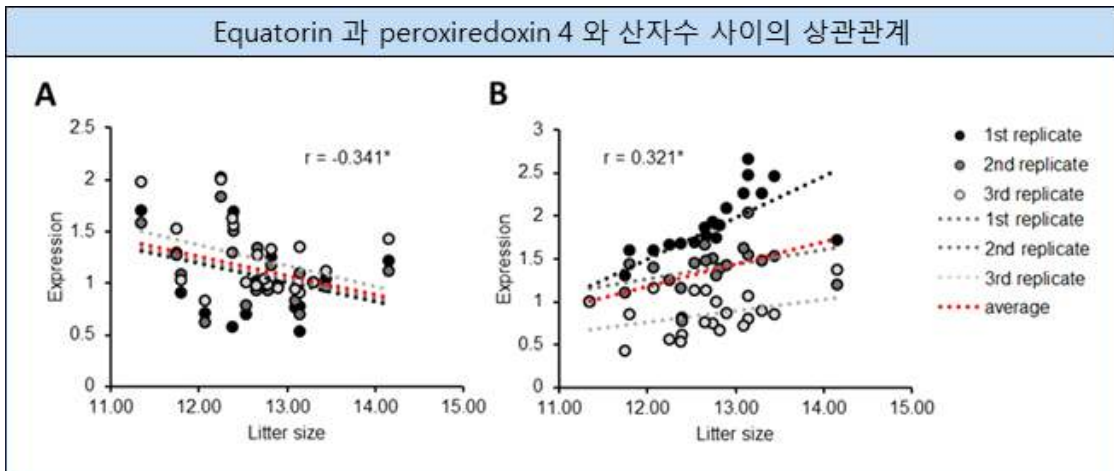 Equatorin 과 peroxiredoxin 4 와 산자수 사이의 상관관계
A
Expression
2.5
2
1.5
1
0.5
0
r = -0.341*
11.00 12.00 13.00 14.00 15.00
Litter size
B
Expression
3
2.5
2
1.5
1
0.5
0
r = 0.321*
11.00 12.00 13.00 14.00 15.00
Litter size
1st replicate
2nd replicate
3rd replicate
1st replicate
2nd replicate
3rd replicate
average